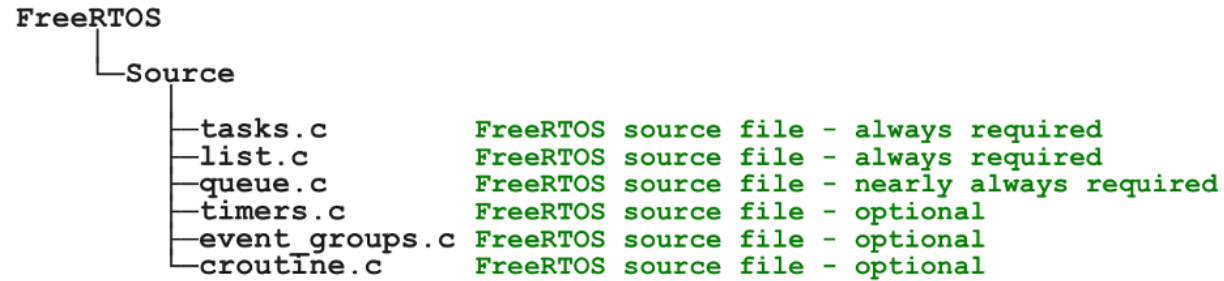 FreeRTOS
Source
tasks.c FreeRTOS source file - always required
list.c FreeRTOS source file - always required
queue.c FreeRTOS source file - nearly always required
timers.c FreeRTOS source file - optional
event_groups.c FreeRTOS source file - optional
croutine.c FreeRTOS source file - optional